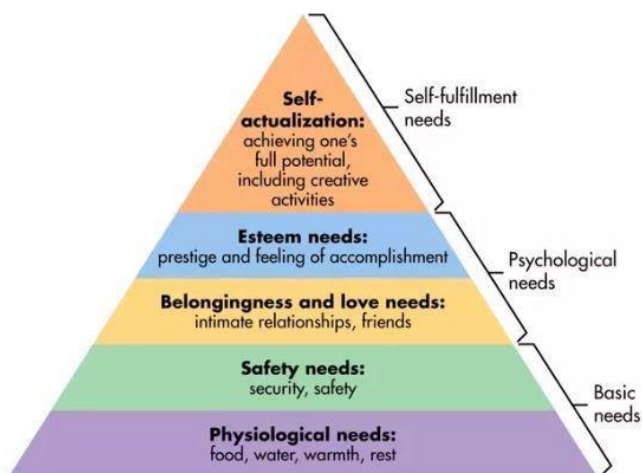 Self-
actualization:
achieving one's
full potential,
including creative
activities
Self-fulfillment
needs
Esteem needs:
prestige and feeling of accomplishment
Belongingness and love needs:
intimate relationships, friends
Psychological
needs
Safety needs:
security, safety
Physiological needs:
food, water, warmth, rest
Basic
needs